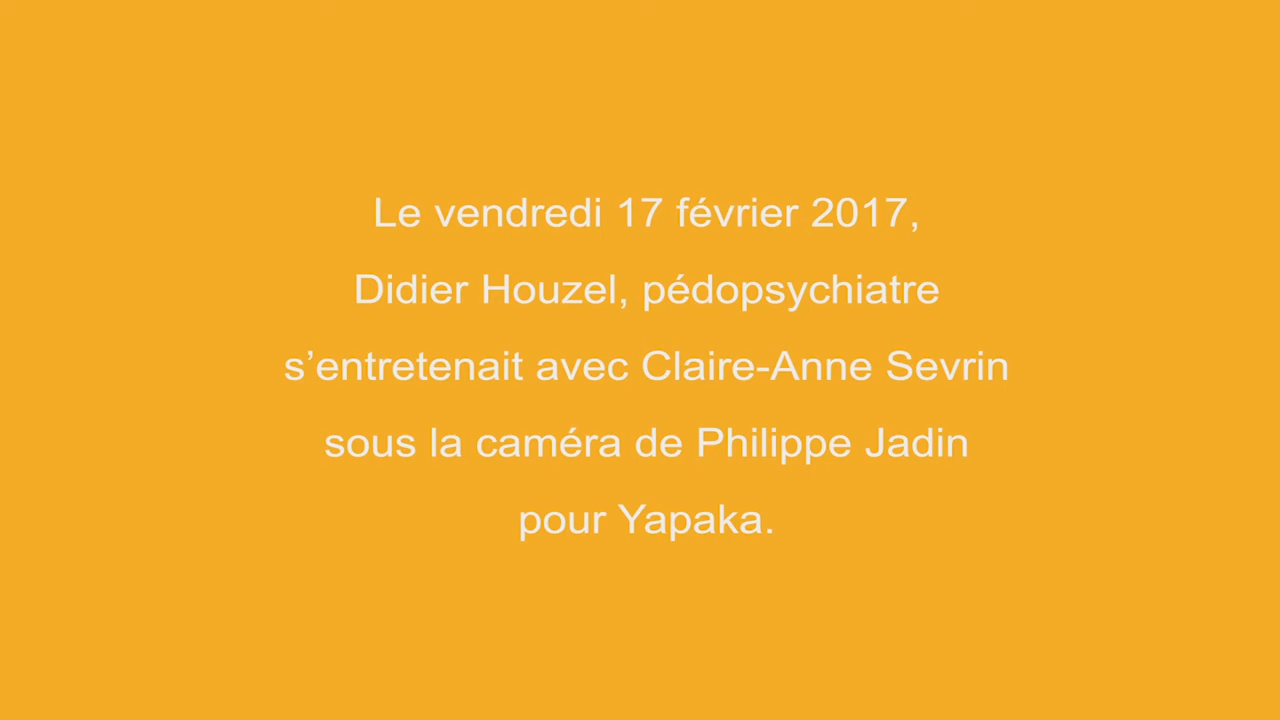 Le vendredi 17 février 2017,
Didier Houzel, pédopsychiatre
s’entretenait avec Claire-Anne Sevrin
sous la caméra de Philippe Jadin
pour Yapaka.